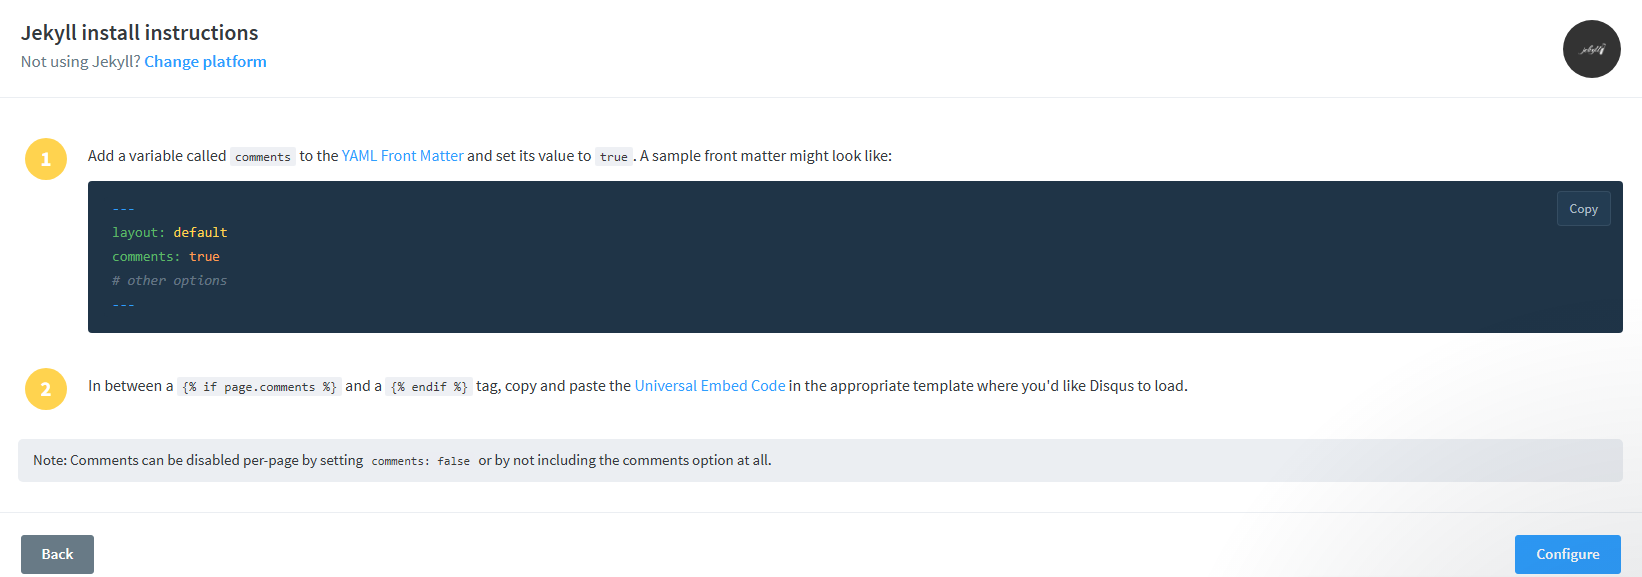 Jekyll install instructions
Not using Jekyll? Change platform
jekyll
1
Add a variable called comments to the YAML Front Matter and set its value to true . A sample front matter might look like:
Copy
---
layout: default
comments: true
# other options
---
2
In between a {% if page.comments %} and a {% endif %} tag, copy and paste the Universal Embed Code in the appropriate template where you'd like Disqus to load.
Note: Comments can be disabled per-page by setting comments: false or by not including the comments option at all.
Back
Configure